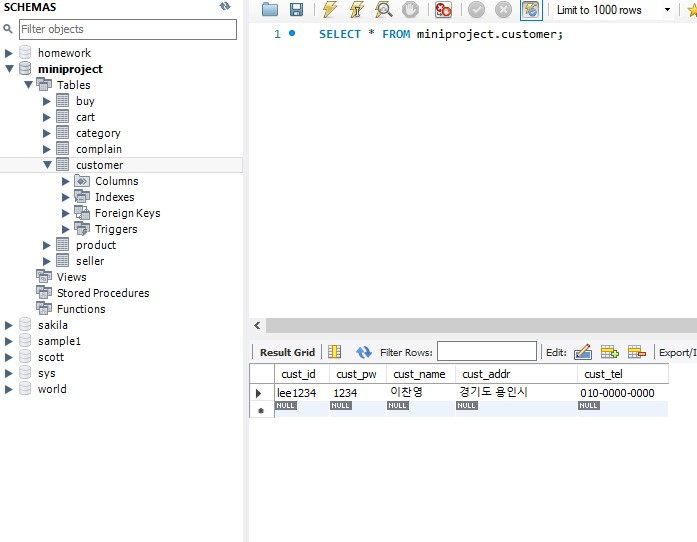 SCHEMAS
Filter objects
homework
miniproject
Tables
buy
cart
category
complain
customer
Columns
Indexes
Foreign Keys
Triggers
product
seller
Views
Stored Procedures
Functions
sakila
sample1
scott
sys
world
Limit to 1000 rows
1 SELECT * FROM miniproject.customer;
Result Grid Filter Rows: Edit: Export/I
cust_id cust_pw cust_name cust_addr cust_tel
lee1234 1234 이찬영 경기도 용인시 010-0000-0000
NULL NULL NULL NULL NULL